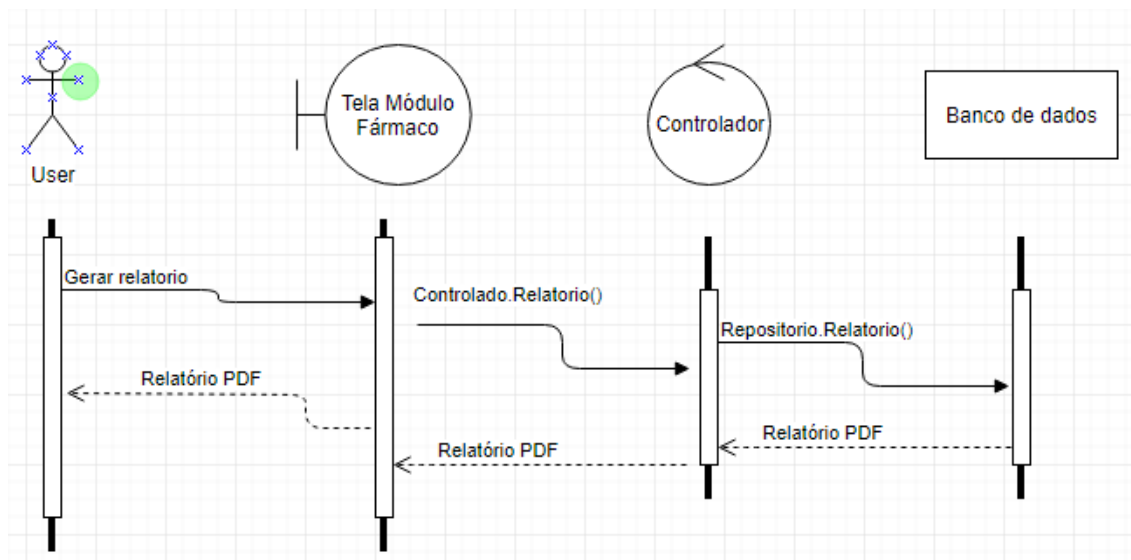 Tela Módulo
Fármaco
Controlador
Banco de dados
User
Gerar relatorio
Controlado.Relatorio()
Repositorio.Relatorio()
Relatório PDF
Relatório PDF
Relatório PDF